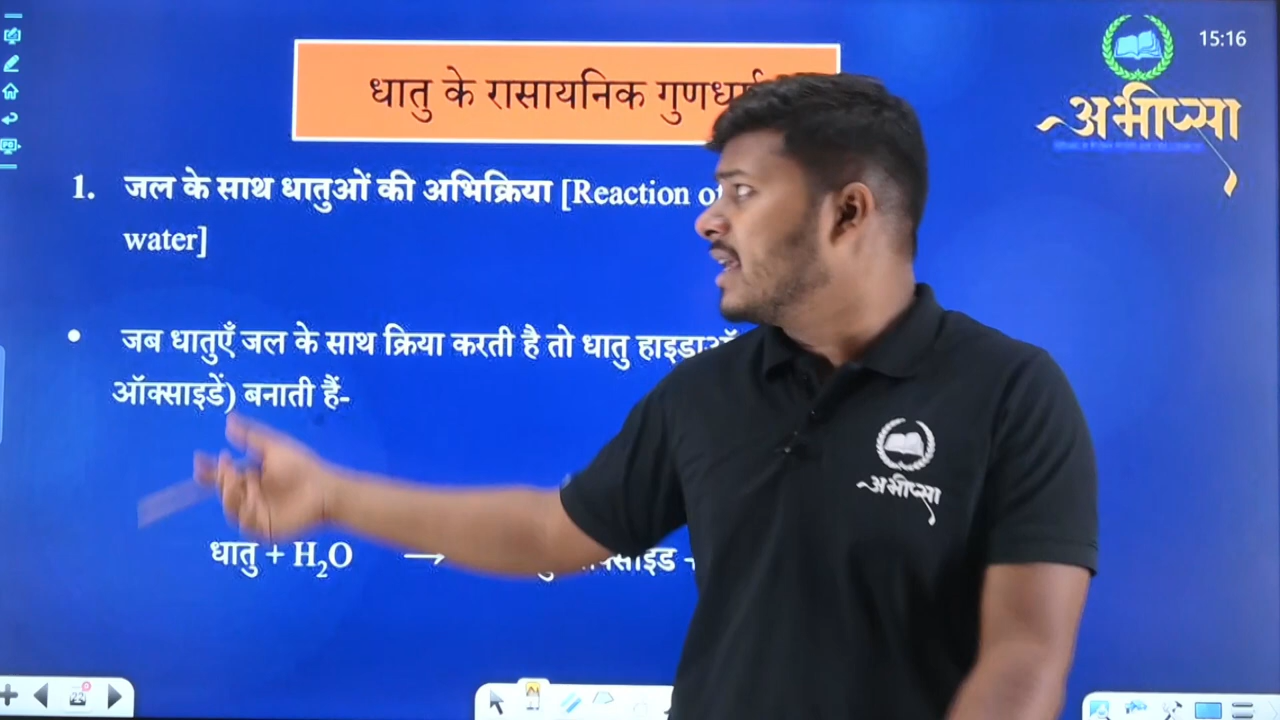 धातु के रासायनिक गुणधर्म
15:16
अभीप्सा
1. जल के साथ धातुओं की अभिक्रिया [Reaction of
water]
• जब धातुएँ जल के साथ क्रिया करती है तो धातु
ऑक्साइडें) बनाती हैं-
धातु + H₂O →
22
अभीप्सा